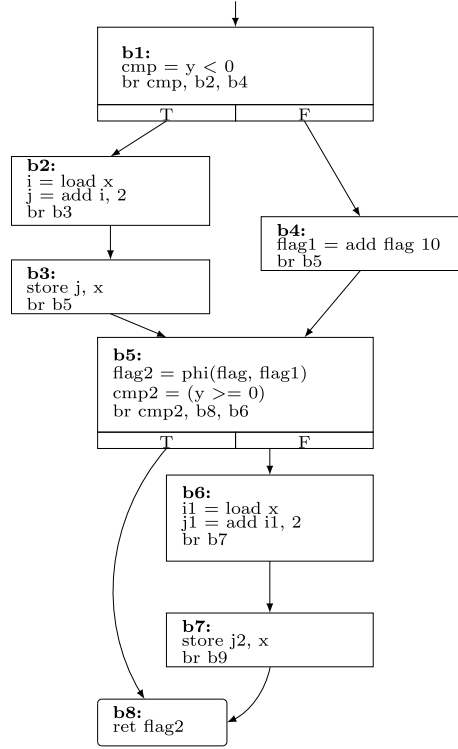 b1:
cmp = y < 0
br cmp, b2, b4
T F
b2:
i = load x
j = add i, 2
br b3
b4:
flag1 = add flag 10
br b5
b3:
store j, x
br b5
b5:
flag2 = phi(flag, flag1)
cmp2 = (y >= 0)
br cmp2, b8, b6
T F
b6:
i1 = load x
j1 = add i1, 2
br b7
b7:
store j2, x
br b9
b8:
ret flag2